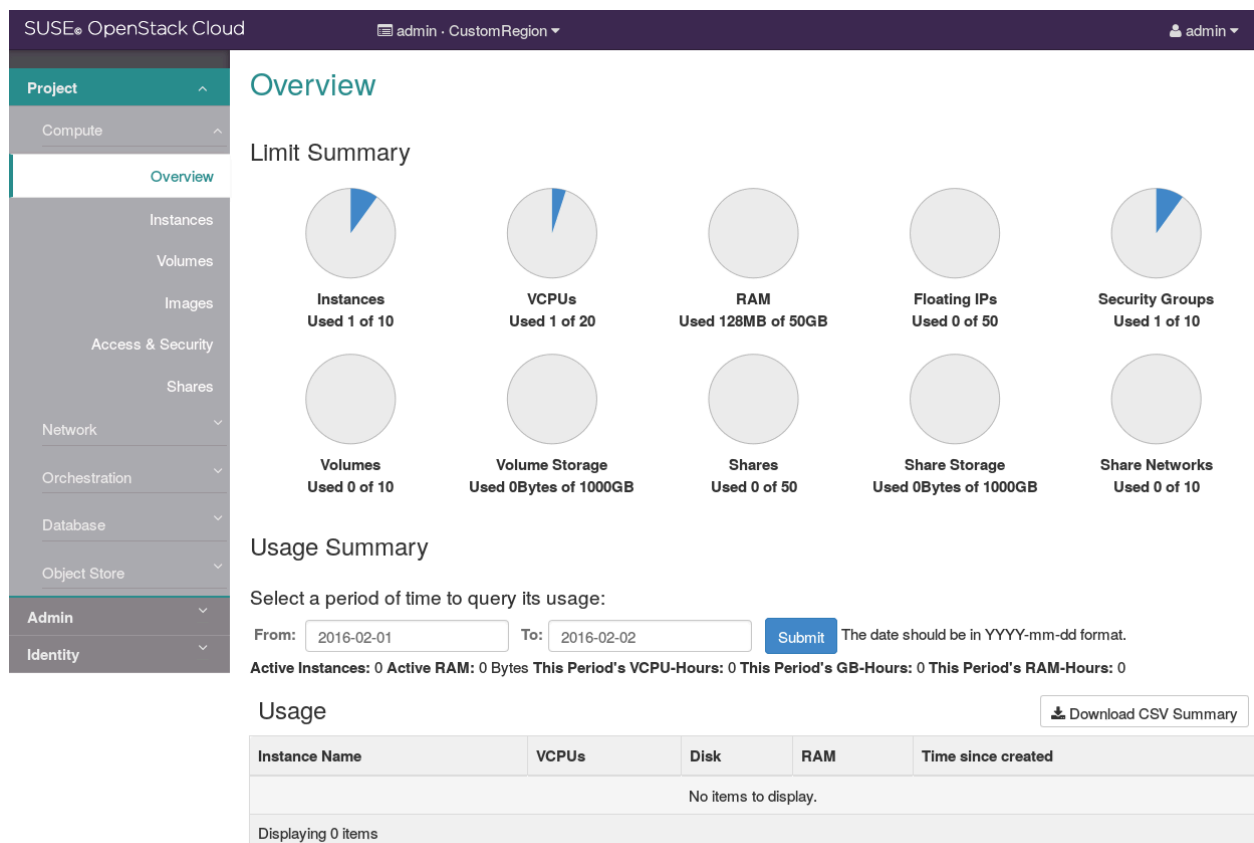 SUSE® OpenStack Cloud
admin · CustomRegion
admin
Project
Compute
Overview
Instances
Volumes
Images
Access & Security
Shares
Network
Orchestration
Database
Object Store
Admin
Identity
Overview
Limit Summary
Instances
Used 1 of 10
VCPUs
Used 1 of 20
RAM
Used 128MB of 50GB
Floating IPs
Used 0 of 50
Security Groups
Used 1 of 10
Volumes
Used 0 of 10
Volume Storage
Used 0Bytes of 1000GB
Shares
Used 0 of 50
Share Storage
Used 0Bytes of 1000GB
Share Networks
Used 0 of 10
Usage Summary
Select a period of time to query its usage:
From: 2016-02-01 To: 2016-02-02 Submit The date should be in YYYY-mm-dd format.
Active Instances: 0 Active RAM: 0 Bytes This Period's VCPU-Hours: 0 This Period's GB-Hours: 0 This Period's RAM-Hours: 0
Usage
Download CSV Summary
Instance Name VCPUs Disk RAM Time since created
No items to display.
Displaying 0 items